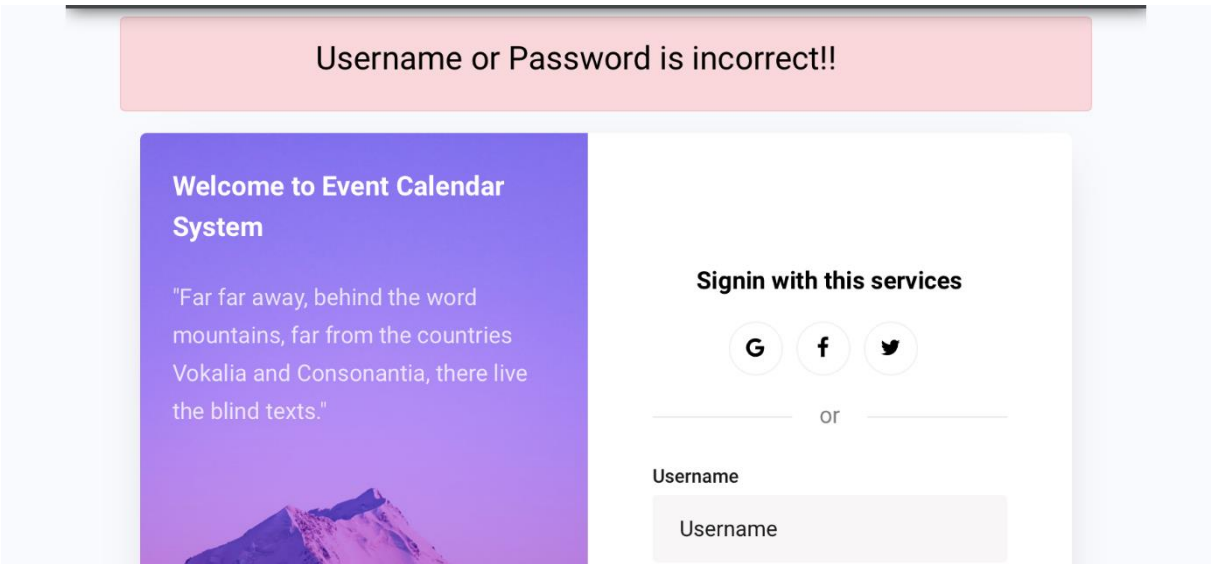 Username or Password is incorrect!!
Welcome to Event Calendar
System
"Far far away, behind the word
mountains, far from the countries
Vokalia and Consonantia, there live
the blind texts."
Signin with this services
G f
or
Username
Username